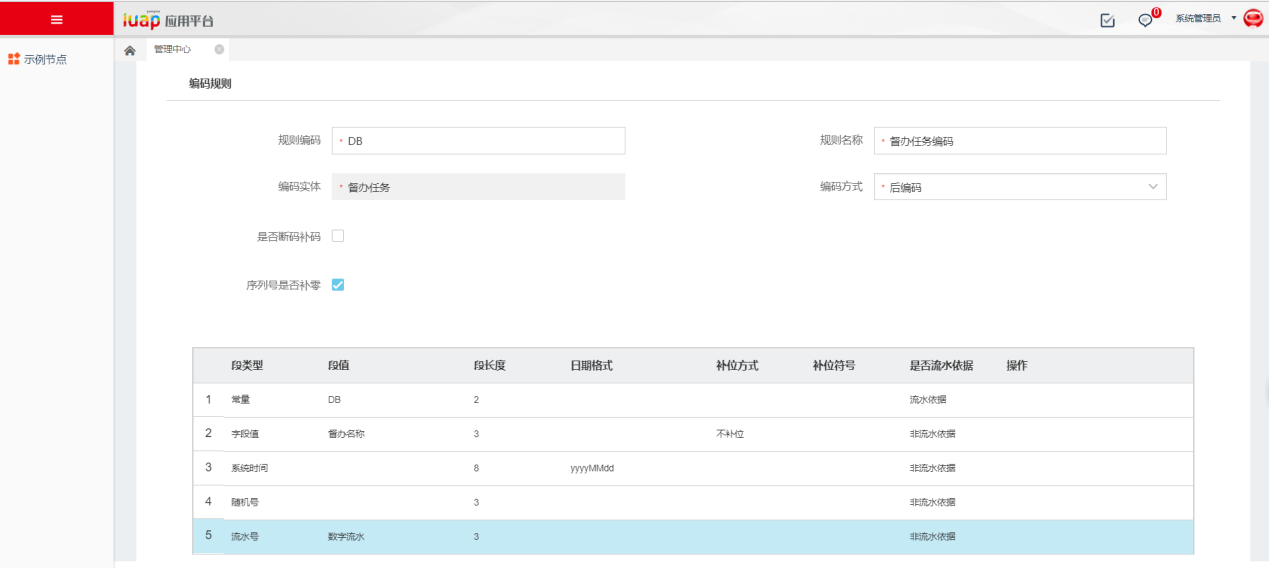 iuap 应用平台
0
系统管理员
示例节点
管理中心
编码规则
规则编码 * DB 规则名称 * 督办任务编码
编码实体 * 督办任务 编码方式 * 后编码
是否断码补码
序列号是否补零
段类型 段值 段长度 日期格式 补位方式 补位符号 是否流水依据 操作
1 常量 DB 2 流水依据
2 字段值 督办名称 3 不补位 非流水依据
3 系统时间 8 yyyyMMdd 非流水依据
4 随机号 3 非流水依据
5 流水号 数字流水 3 非流水依据